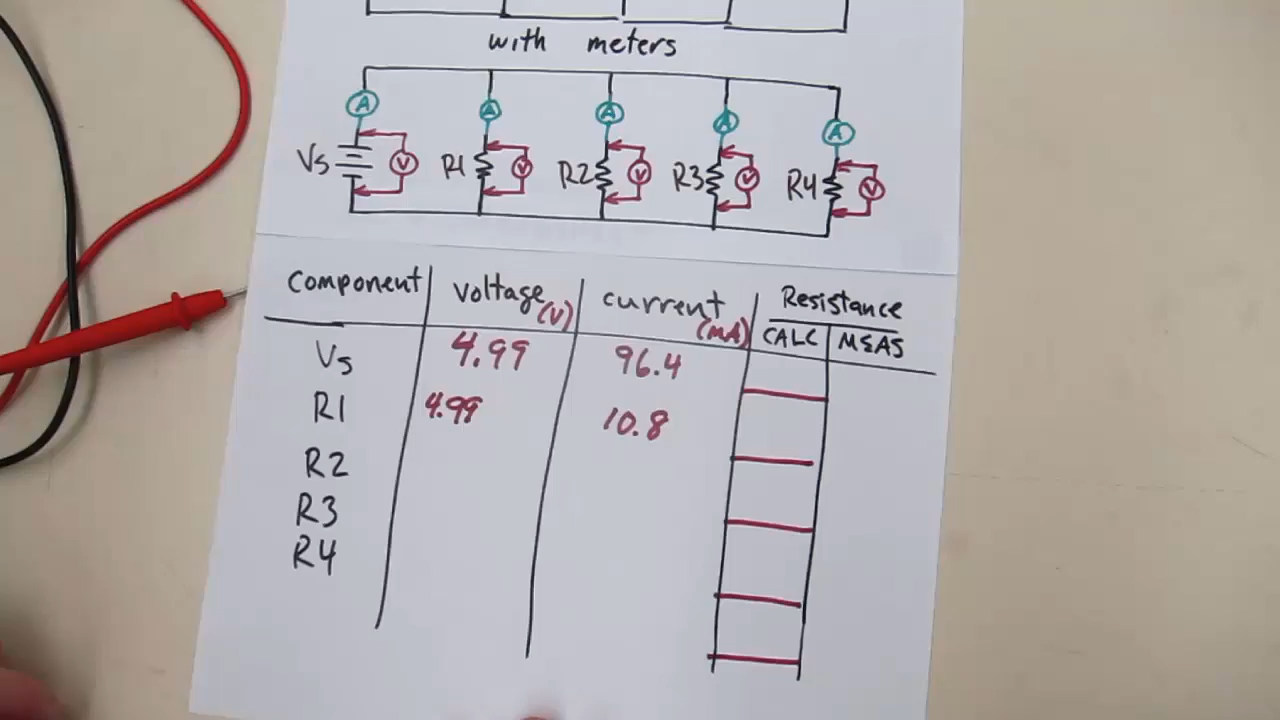 with meters
A A A A A
Vs V R1 V R2 V R3 V R4 V
Component voltage (V) current (mA) Resistance
CALC MEAS
Vs 4.99 96.4
R1 4.99 10.8
R2
R3
R4